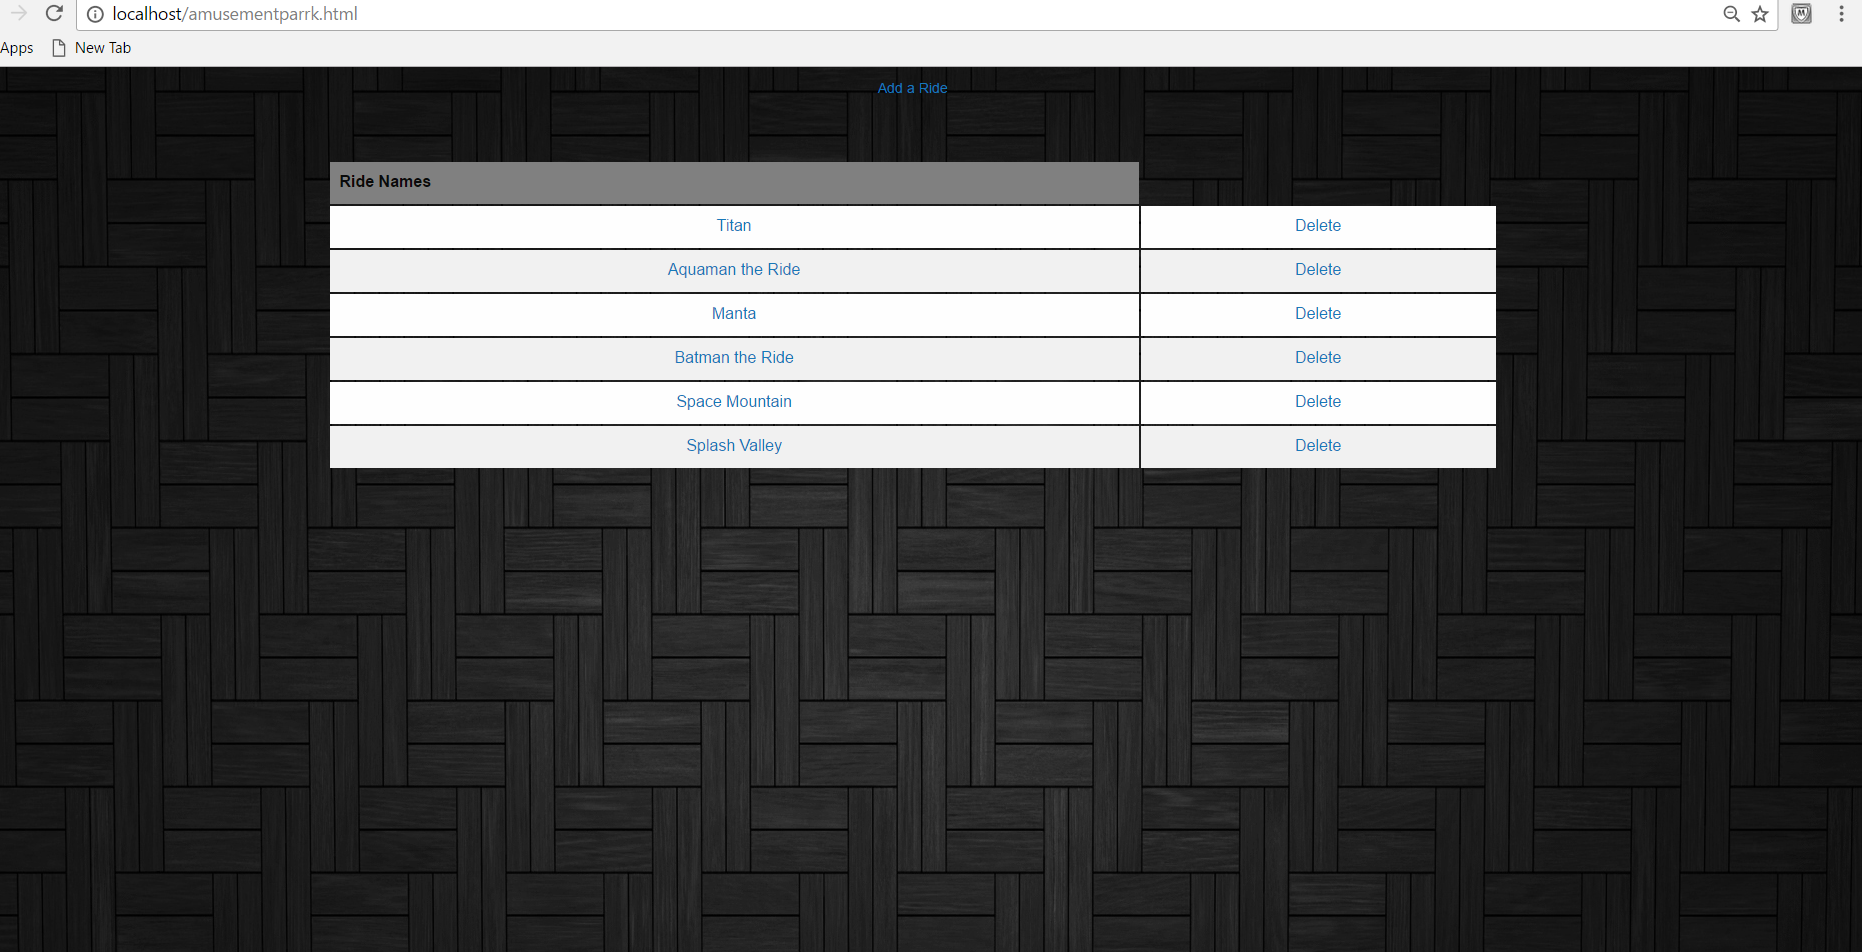 localhost/amusementparrk.html
Apps New Tab
Add a Ride
Ride Names
Titan Delete
Aquaman the Ride Delete
Manta Delete
Batman the Ride Delete
Space Mountain Delete
Splash Valley Delete